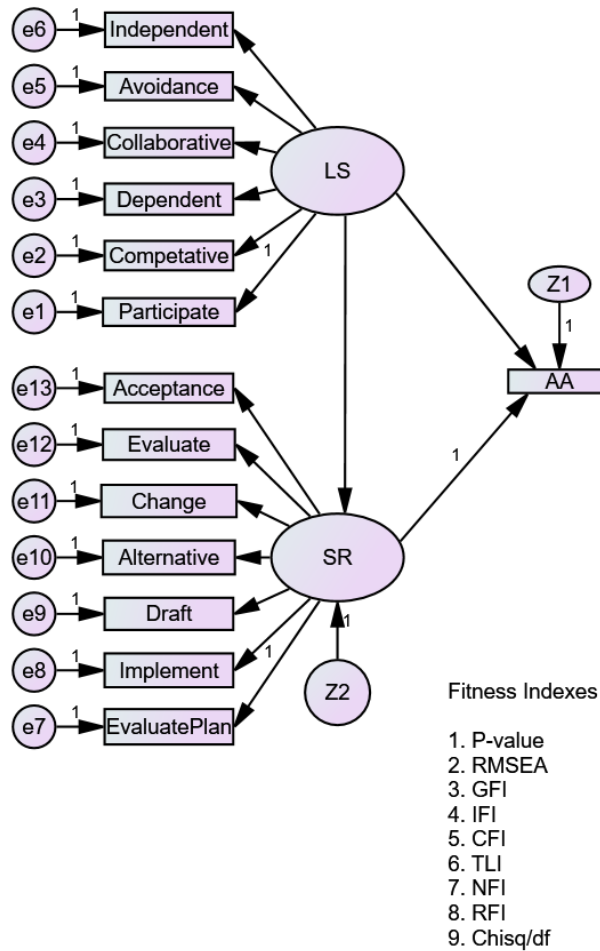 e6 1 Independent
e5 1 Avoidance
e4 1 Collaborative
LS
e3 1 Dependent
e2 1 Competative
1
e1 1 Participate
Z1
1
AA
e13 1 Acceptance
e12 1 Evaluate
1
e11 1 Change
e10 1 Alternative
SR
e9 1 Draft
1
e8 1 Implement
1
Z2
e7 1 EvaluatePlan
Fitness Indexes
1. P-value
2. RMSEA
3. GFI
4. IFI
5. CFI
6. TLI
7. NFI
8. RFI
9. Chisq/df